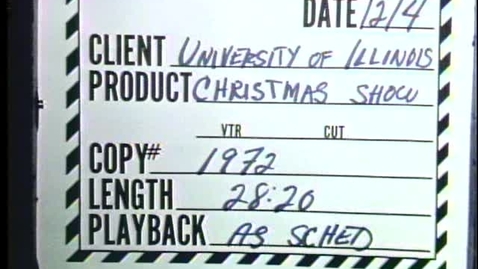 DATE 12/4
CLIENT UNIVERSITY OF ILLINOIS
PRODUCT CHRISTMAS SHOW
VTR CUT
COPY# 1972
LENGTH 28:20
PLAYBACK AS SCHED